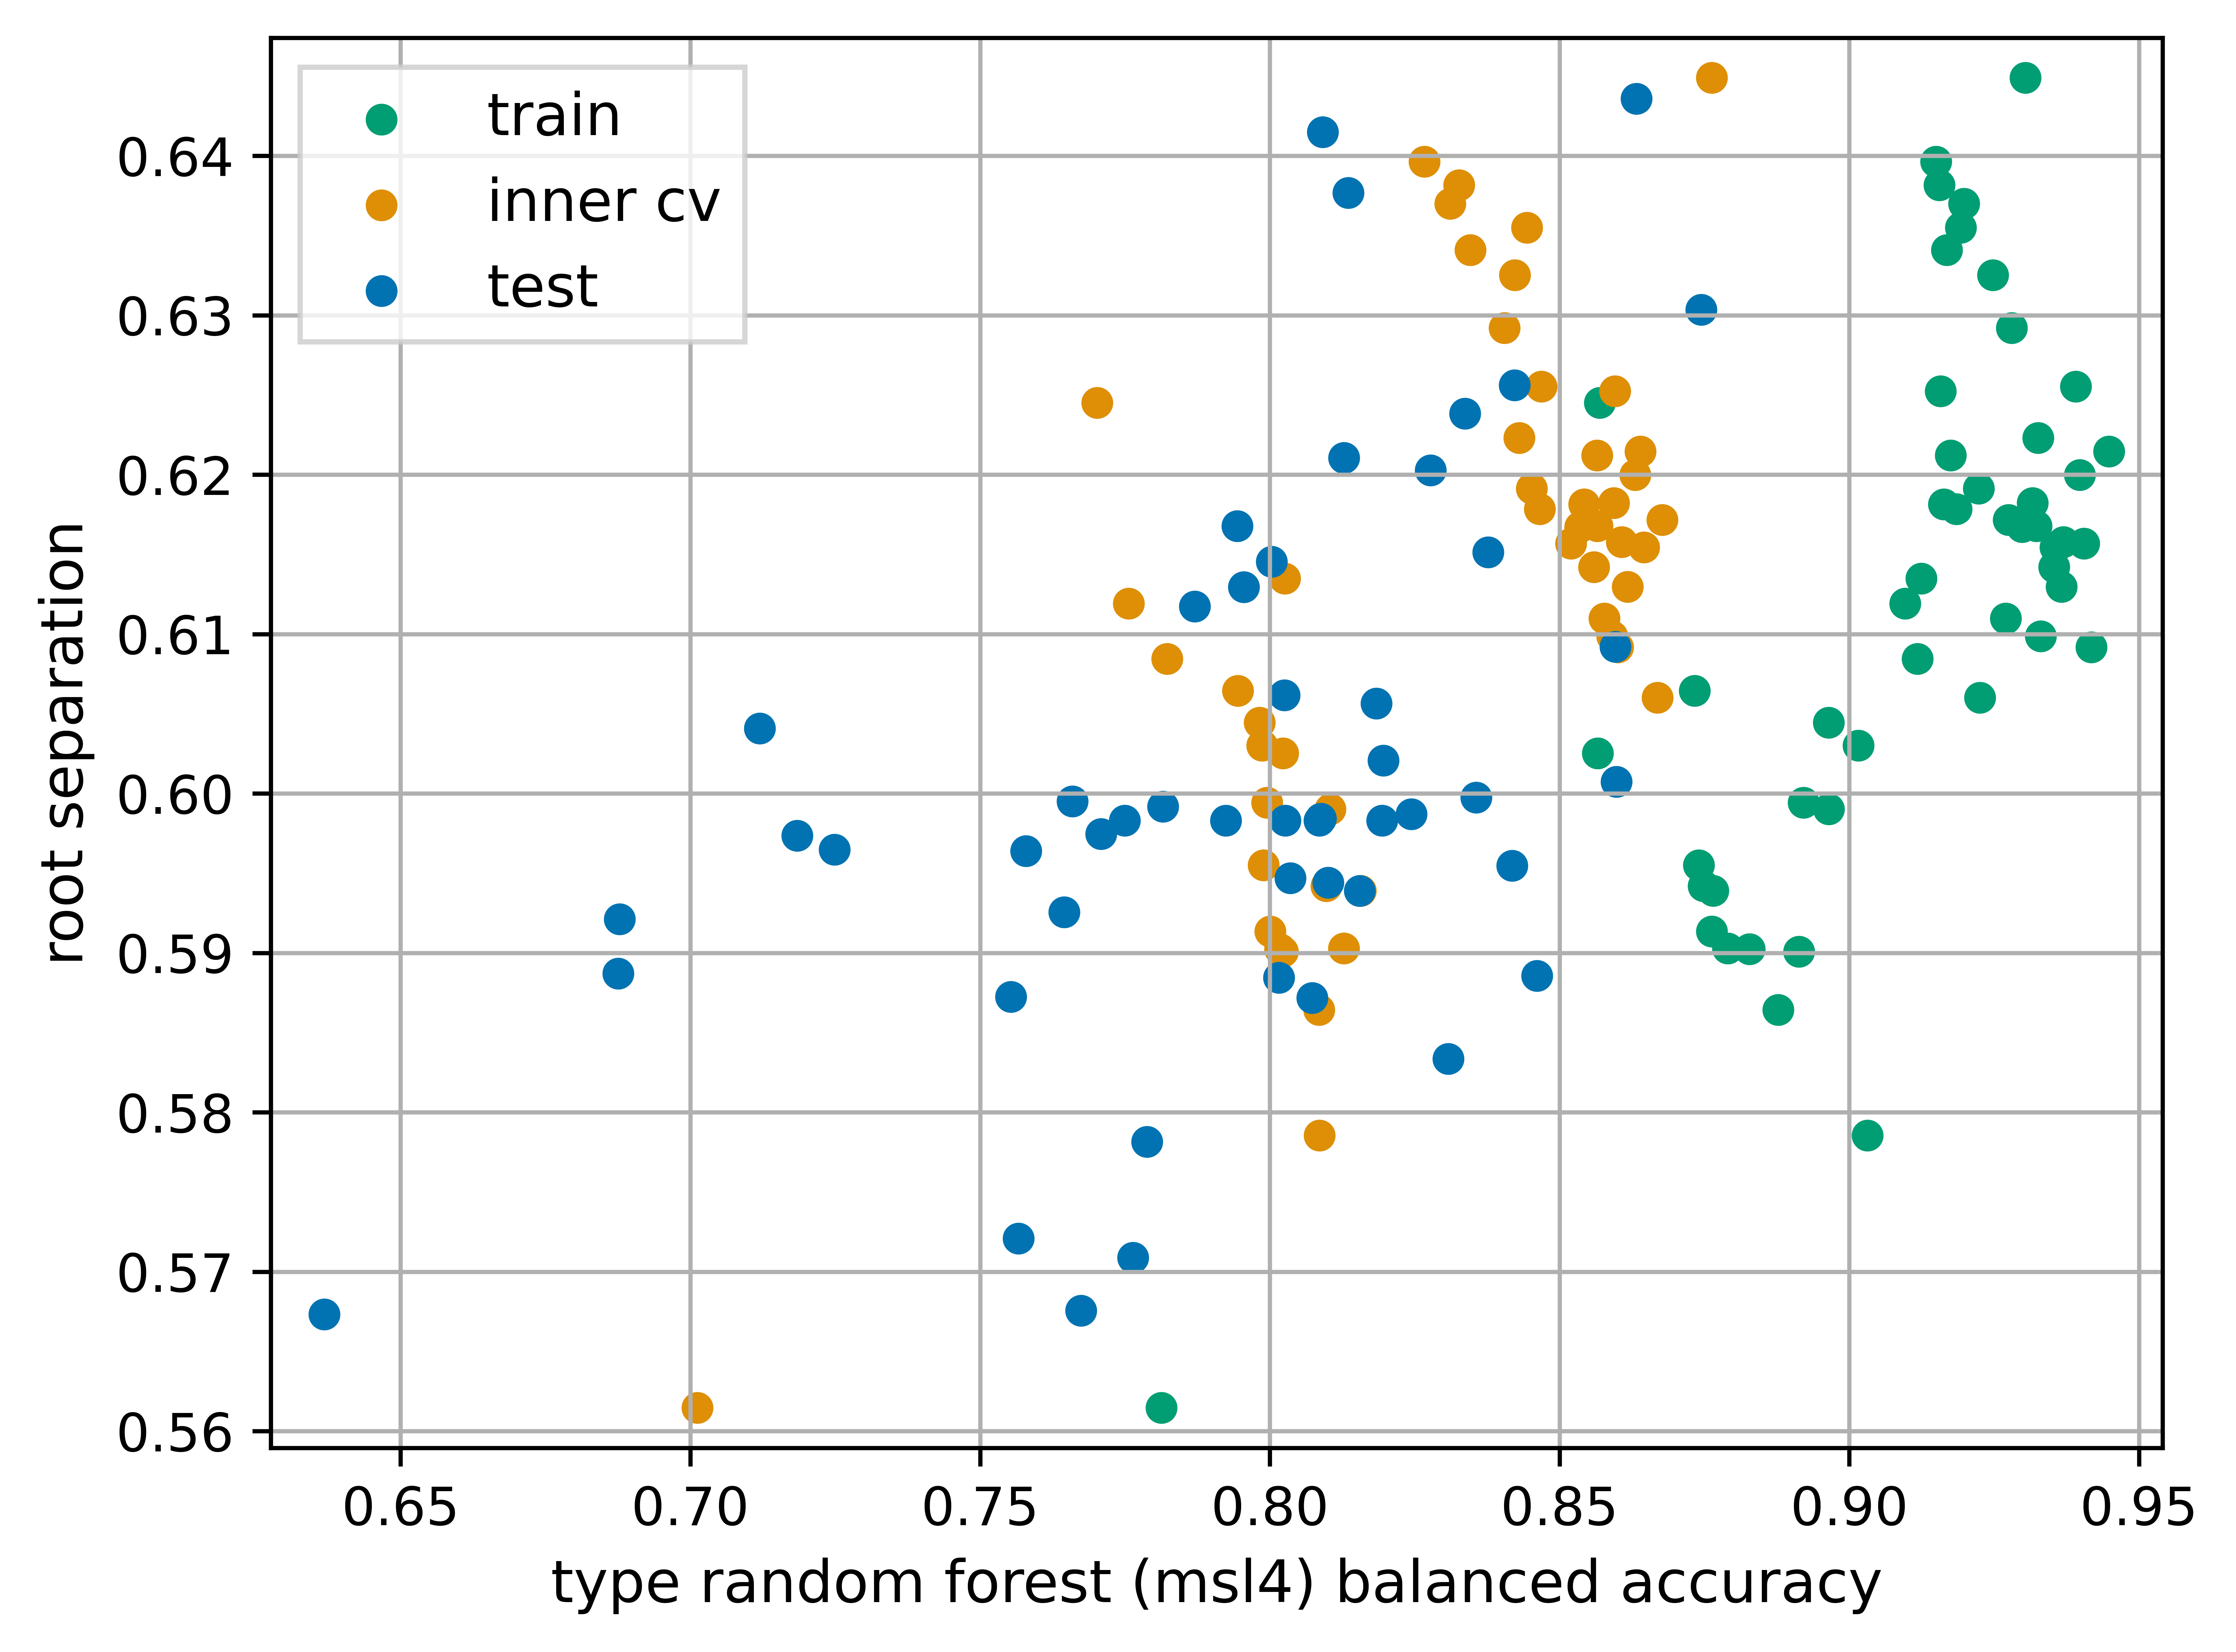 train
inner cv
test
0.64
0.63
0.62
0.61
0.60
0.59
0.58
0.57
0.56
root separation
0.65 0.70 0.75 0.80 0.85 0.90 0.95
type random forest (msl4) balanced accuracy